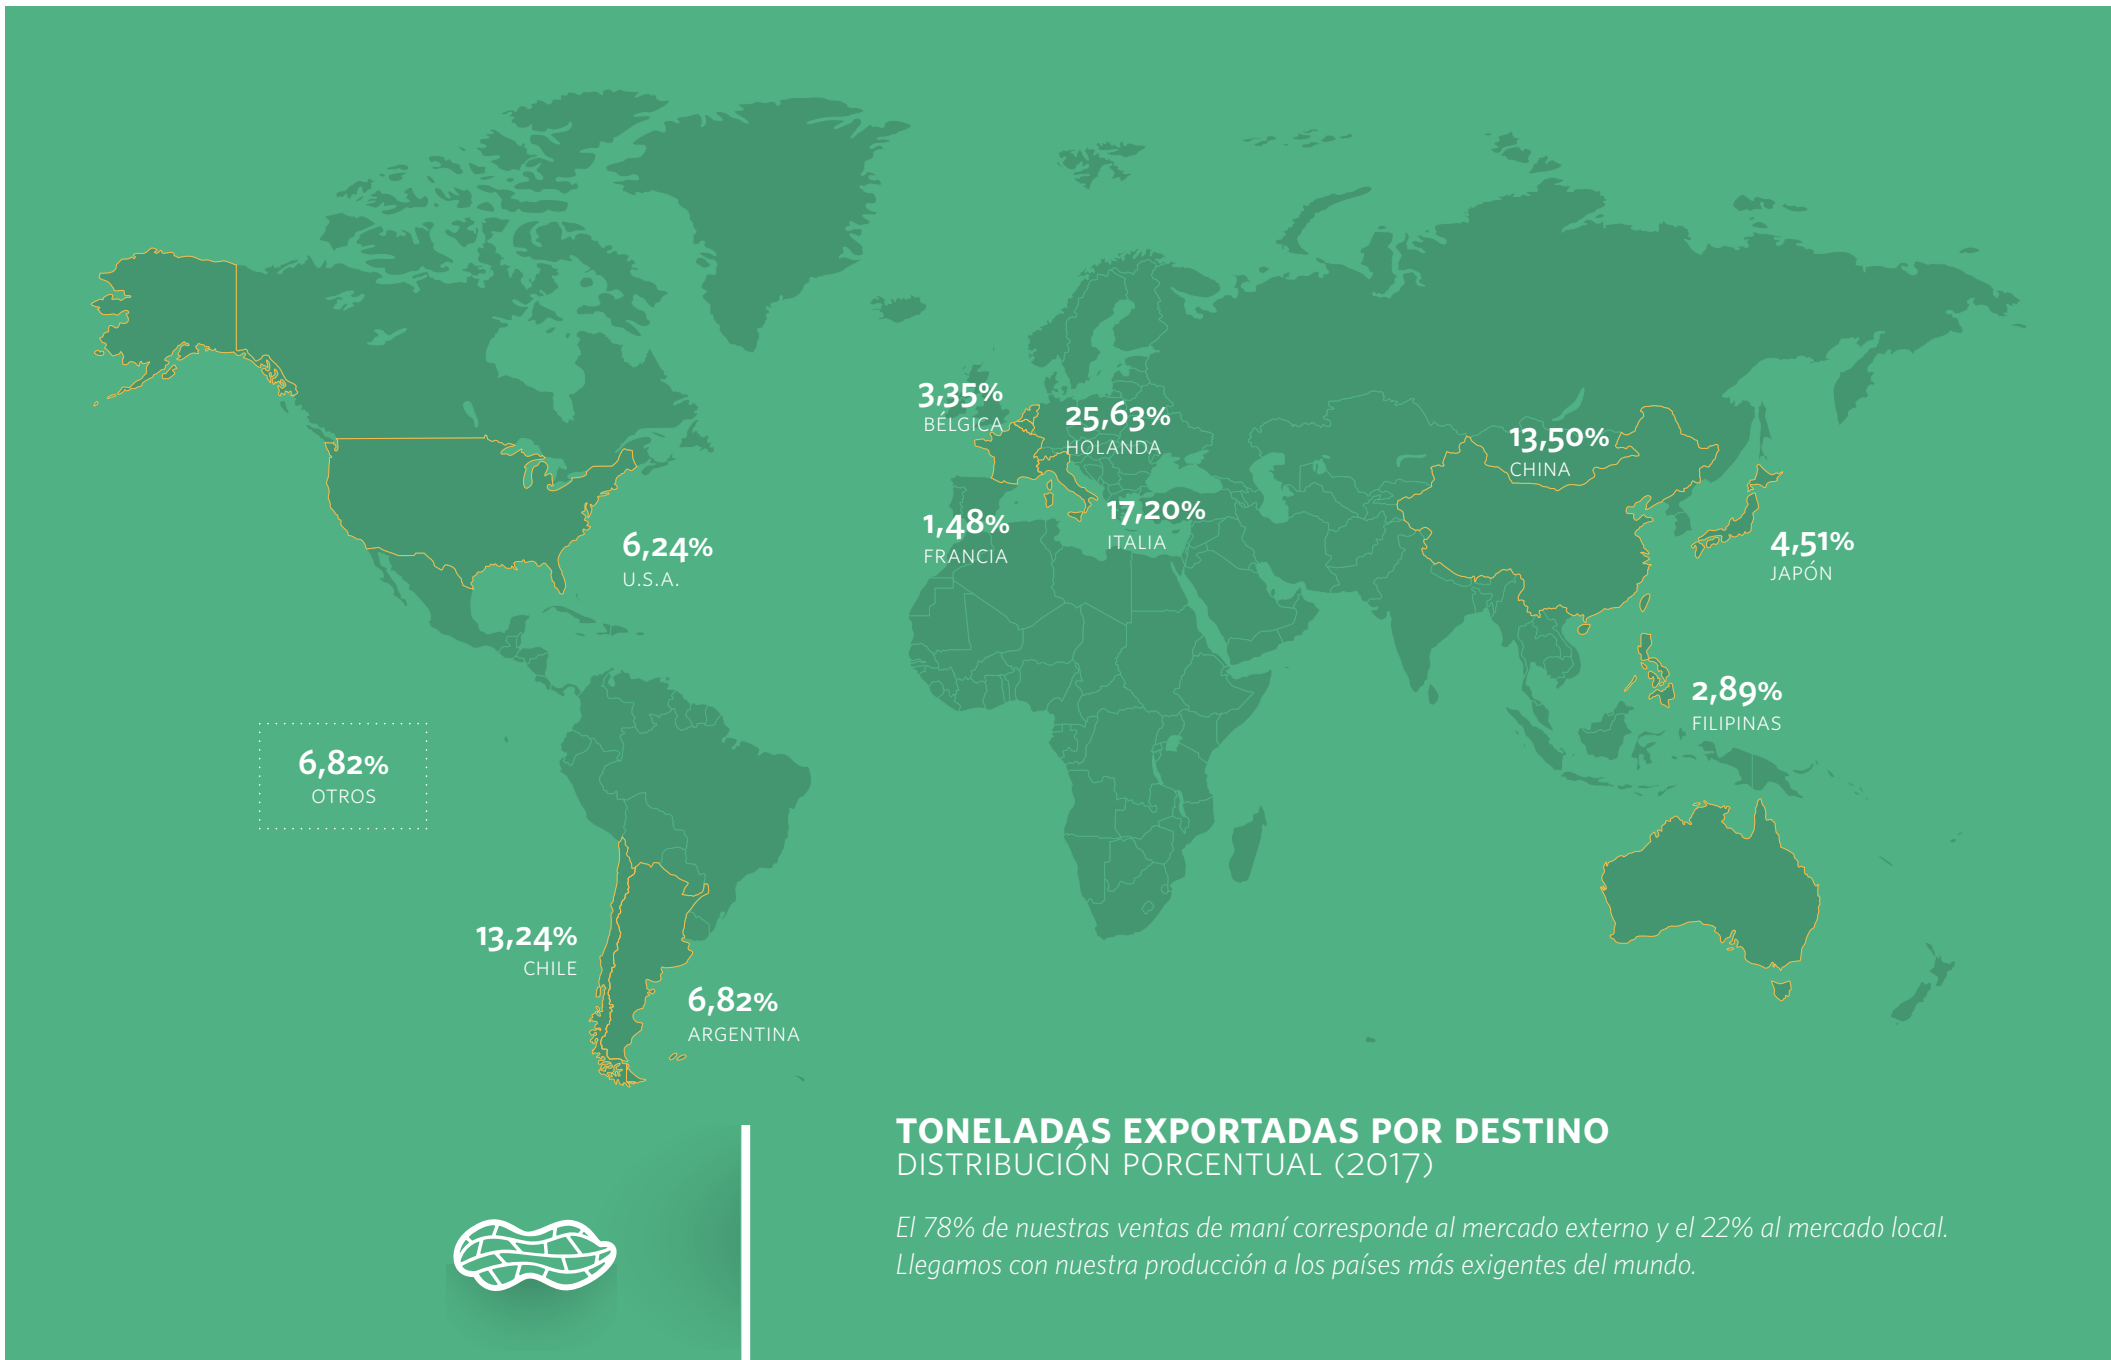 3,35%
BÉLGICA
25,63%
HOLANDA
13,50%
CHINA
17,20%
ITALIA
1,48%
FRANCIA
6,24%
U.S.A.
4,51%
JAPÓN
2,89%
FILIPINAS
6,82%
OTROS
13,24%
CHILE
6,82%
ARGENTINA
TONELADAS EXPORTADAS POR DESTINO
DISTRIBUCIÓN PORCENTUAL (2017)
El 78% de nuestras ventas de maní corresponde al mercado externo y el 22% al mercado local.
Llegamos con nuestra producción a los países más exigentes del mundo.